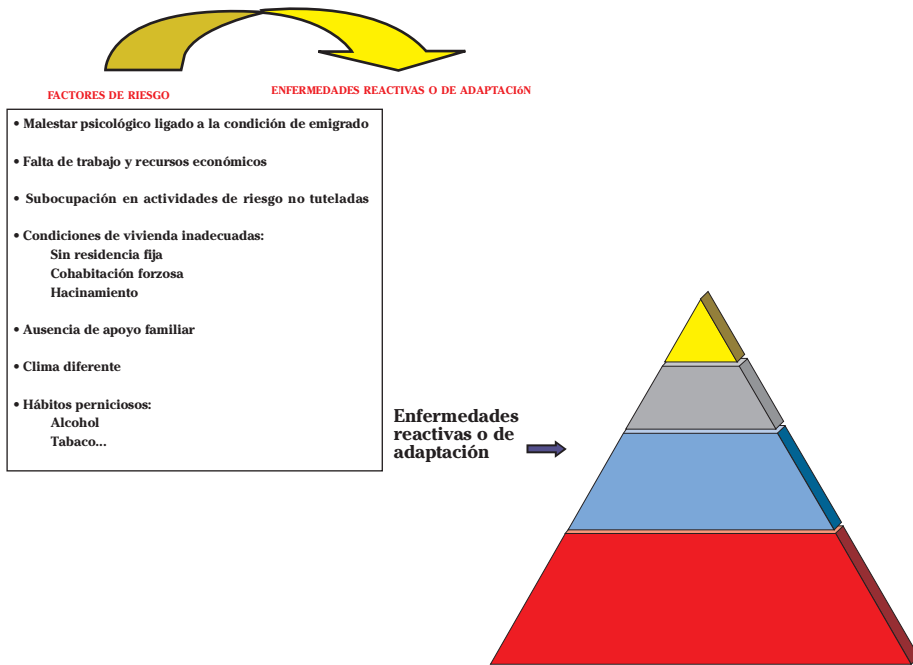 FACTORES DE RIESGO
ENFERMEDADES REACTIVAS O DE ADAPTACIóN
• Malestar psicológico ligado a la condición de emigrado
• Falta de trabajo y recursos económicos
• Subocupación en actividades de riesgo no tuteladas
• Condiciones de vivienda inadecuadas:
Sin residencia fija
Cohabitación forzosa
Hacinamiento
• Ausencia de apoyo familiar
• Clima diferente
• Hábitos perniciosos:
Alcohol
Tabaco...
Enfermedades
reactivas o de
adaptación